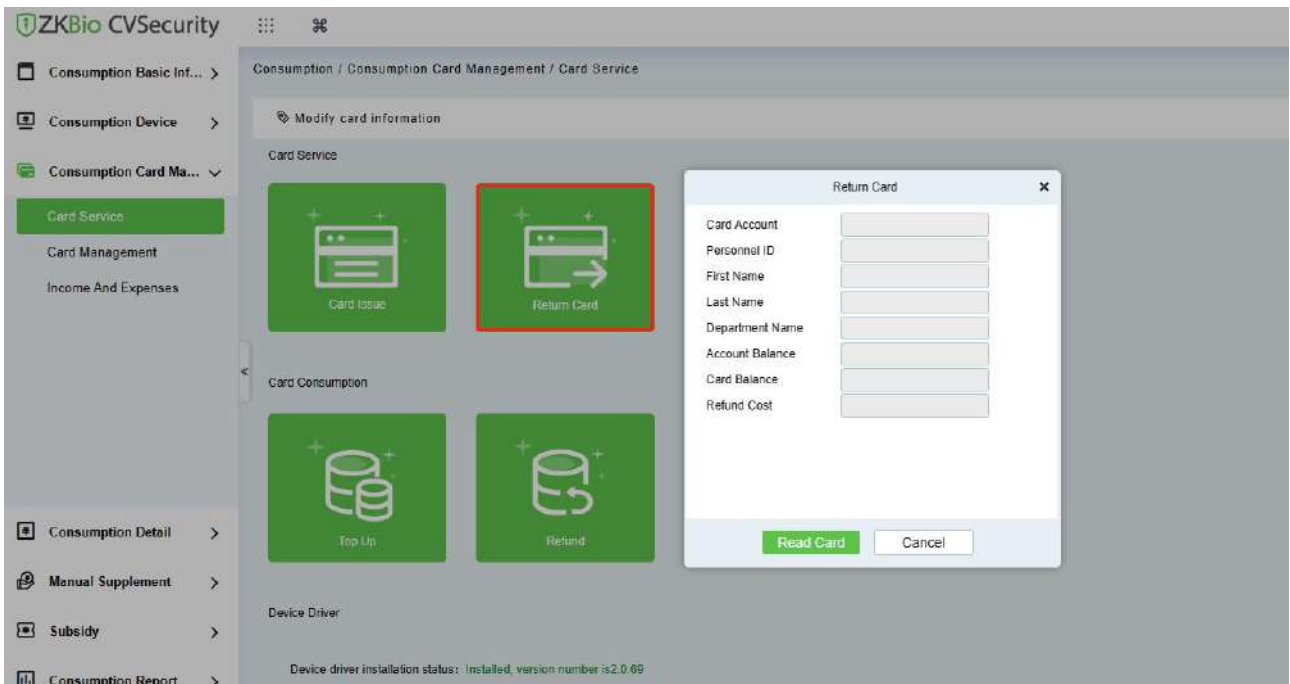 ZKBio CVSecurity
Consumption Basic Inf...
Consumption Device
Consumption Card Ma...
Card Service
Card Management
Income And Expenses
Consumption Detail
Manual Supplement
Subsidy
Consumption Report
Consumption / Consumption Card Management / Card Service
Modify card information
Card Service
Card Issue
Return Card
Card Consumption
Top Up
Refund
Device Driver
Device driver installation status: Installed, version number is2.0.69
Return Card
Card Account
Personnel ID
First Name
Last Name
Department Name
Account Balance
Card Balance
Refund Cost
Read Card
Cancel